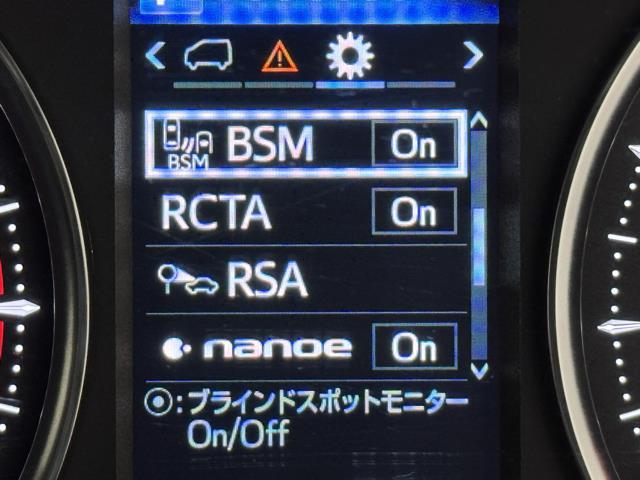 BSM BSM On
RCTA On
RSA
nanoe On
:ブラインドスポットモニター
On/Off